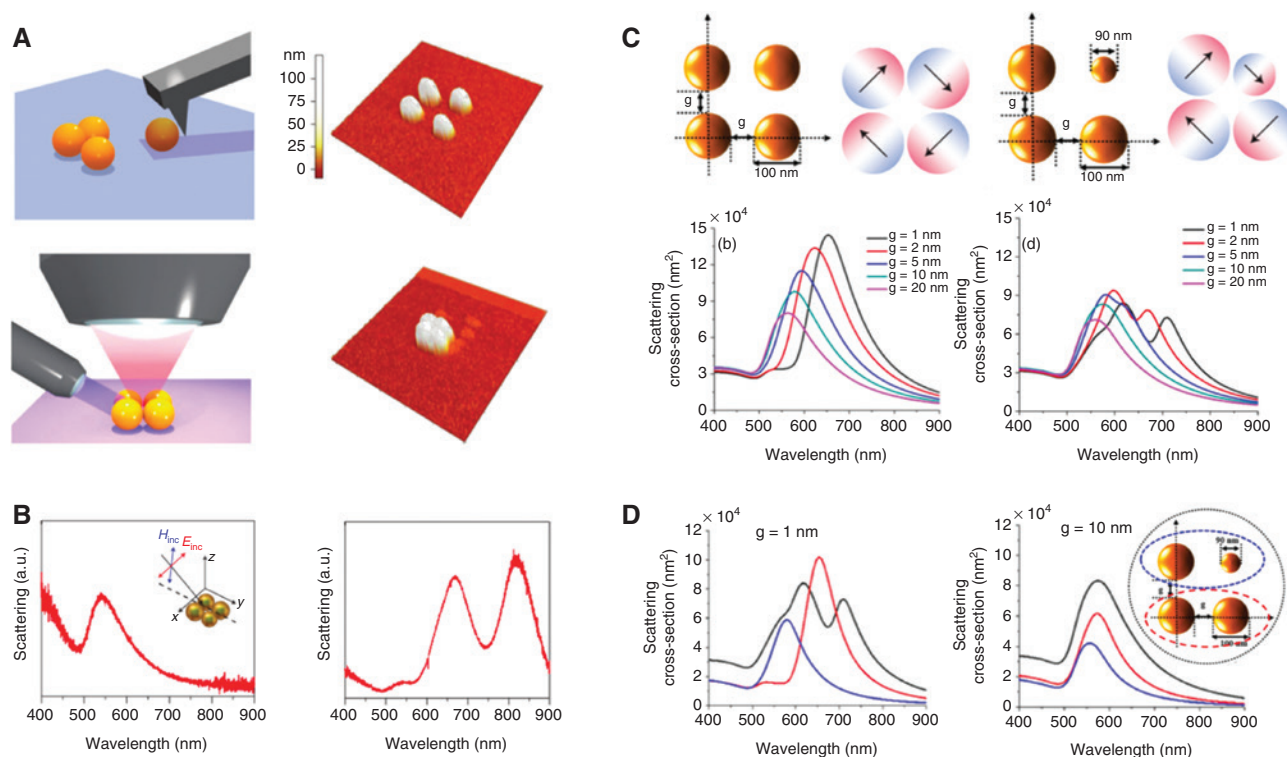 A
nm
100
75
50
25
0
B
Scattering (a.u.)
H inc
E inc
z
y
x
400 500 600 700 800 900
Wavelength (nm)
Scattering (a.u.)
400 500 600 700 800 900
Wavelength (nm)
C
g
g
100 nm
90 nm
g
g
100 nm
× 10⁴
15
12
9
6
3
0
Scattering
cross-section (nm²)
(b)
g = 1 nm
g = 2 nm
g = 5 nm
g = 10 nm
g = 20 nm
400 500 600 700 800 900
Wavelength (nm)
× 10⁴
15
12
9
6
3
0
Scattering
cross-section (nm²)
(d)
g = 1 nm
g = 2 nm
g = 5 nm
g = 10 nm
g = 20 nm
400 500 600 700 800 900
Wavelength (nm)
D
× 10⁴
12
10
8
6
4
2
0
Scattering
cross-section (nm²)
g = 1 nm
400 500 600 700 800 900
Wavelength (nm)
× 10⁴
12
10
8
6
4
2
0
Scattering
cross-section (nm²)
g = 10 nm
90 nm
g
g
100 nm
400 500 600 700 800 900
Wavelength (nm)